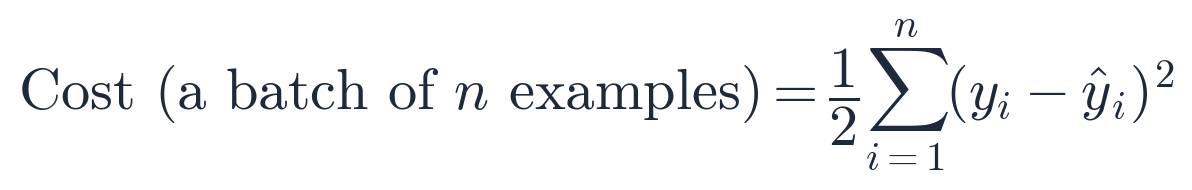 Cost (a batch of n examples) = 1/2 ∑_{i=1}^{n} (y_i − ŷ_i)^2